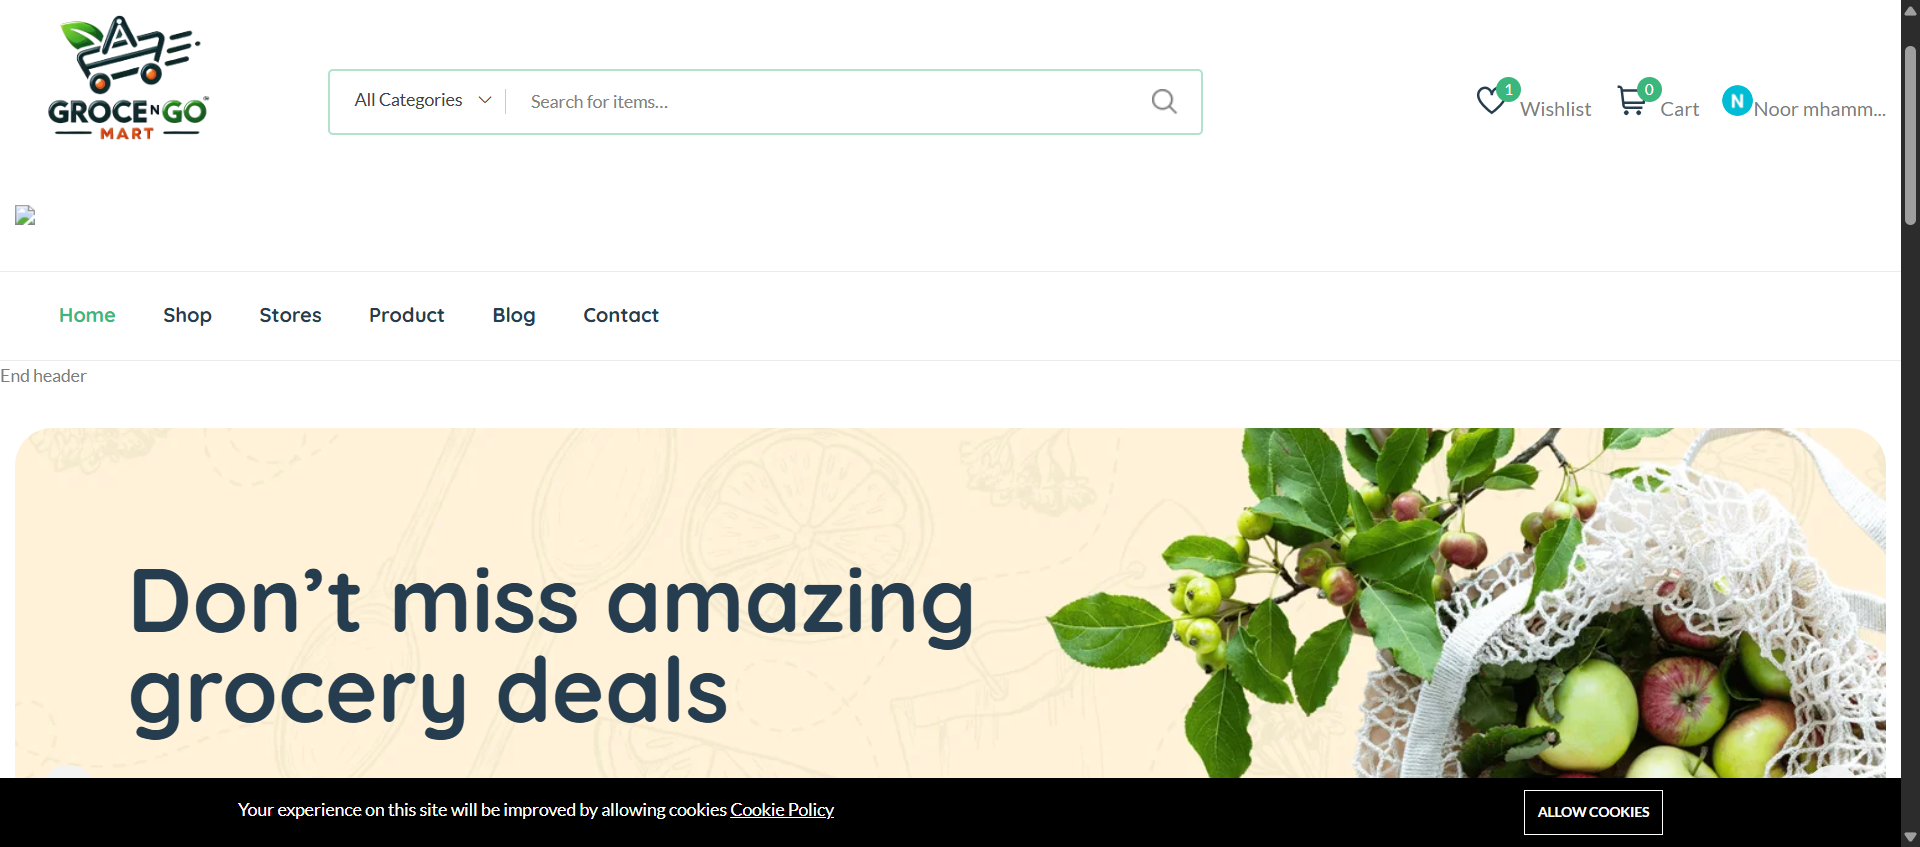 GROCE N GO
MART
All Categories
Search for items...
1
Wishlist
0
Cart
N
Noor mhamm...
Home
Shop
Stores
Product
Blog
Contact
End header
Don’t miss amazing
grocery deals
Your experience on this site will be improved by allowing cookies Cookie Policy
ALLOW COOKIES